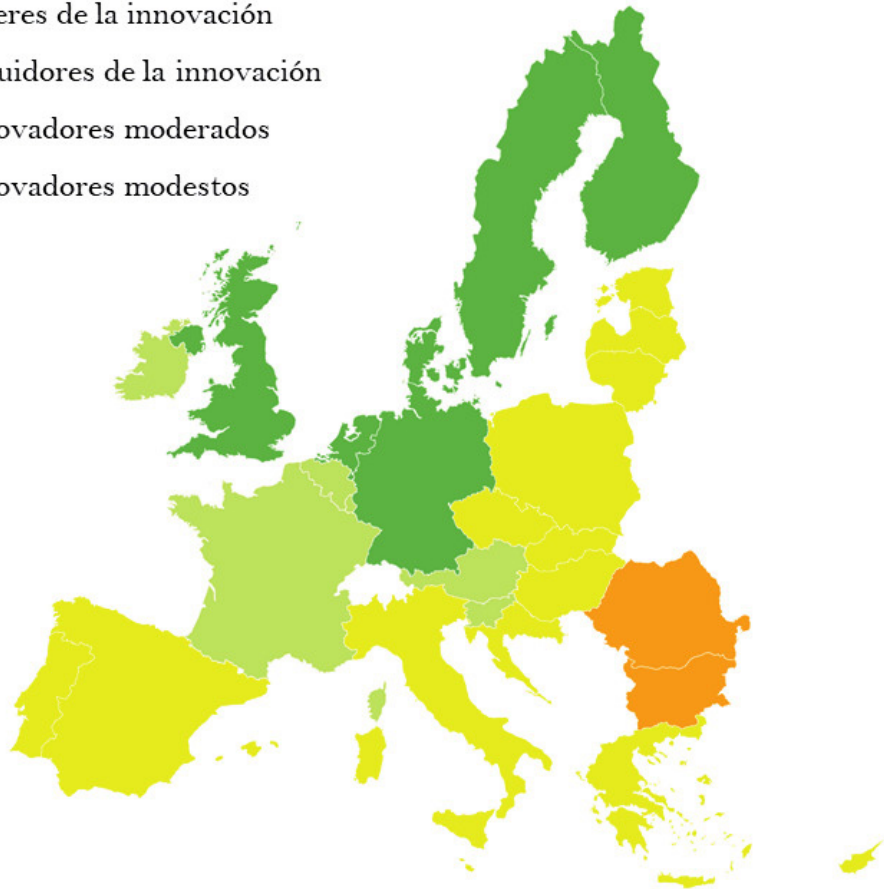 eres de la innovación
uidores de la innovación
ovadores moderados
ovadores modestos